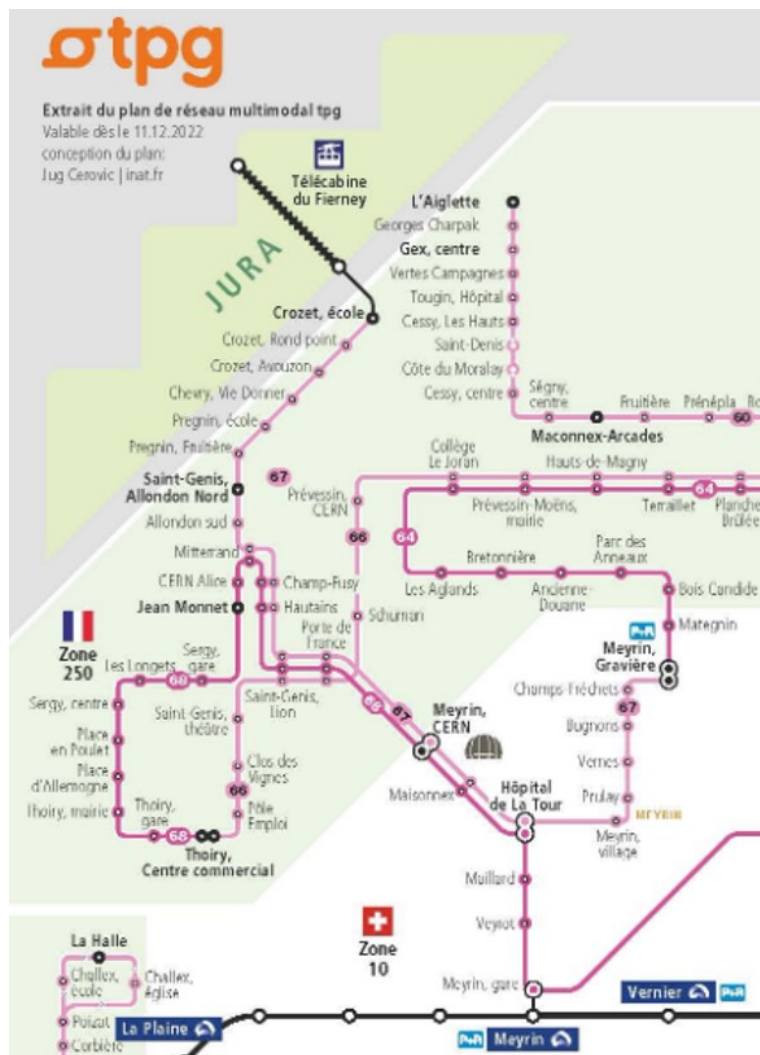 tpg
Extrait du plan de réseau multimodal tpg
Valable dès le 11.12.2022
conception du plan:
Jug Cerovic | inat.fr
Télécabine
du Fierney
JURA
L'Aiglette
Georges Charpak
Gex, centre
Vertes Campagnes
Tougin, Hôpital
Cessy, Les Hauts
Saint-Denis
Côte du Moralay
Cessy, centre
Ségny,
centre
Fruitière
Prénépla
60
Maconnex-Arcades
Crozet, école
Crozet, Rond point
Crozet, Avouzon
Chevry, Vie Donner
Pregnin, école
Pregnin, Fruitière
Saint-Genis,
Allondon Nord
67
Allondon sud
Mitterrand
CERN Alice
Champ-Fusy
Jean Monnet
Hautains
Porte de
France
Prévessin,
CERN
66
Schuman
Collège
Le Joran
Hauts-de-Magny
Prévessin-Moëns,
mairie
Terraillet
64
Planche
Brûlée
64
Les Aglands
Bretonnière
Ancienne-
Douane
Parc des
Anneaux
Bois Candide
Mategnin
P+R
Meyrin,
Gravière
Champs-Fréchets
67
Bugnons
Vernes
Prulay
MEYRIN
Meyrin,
village
Zone
250
Les Longets
Sergy,
gare
68
Sergy, centre
Place
en Poulet
Place
d'Allemogne
Thoiry, mairie
Thoiry,
gare
68
Thoiry,
Centre commercial
Saint-Genis,
théâtre
Saint-Genis,
Lion
Clos des
Vignes
66
Pôle
Emploi
68
67
Meyrin,
CERN
Maisonnex
Hôpital
de La Tour
Maillard
Veyrot
Meyrin, gare
Zone
10
La Halle
Challex,
école
Challex,
église
Poizat
Corbière
La Plaine
P+R
Meyrin
Vernier
P+R